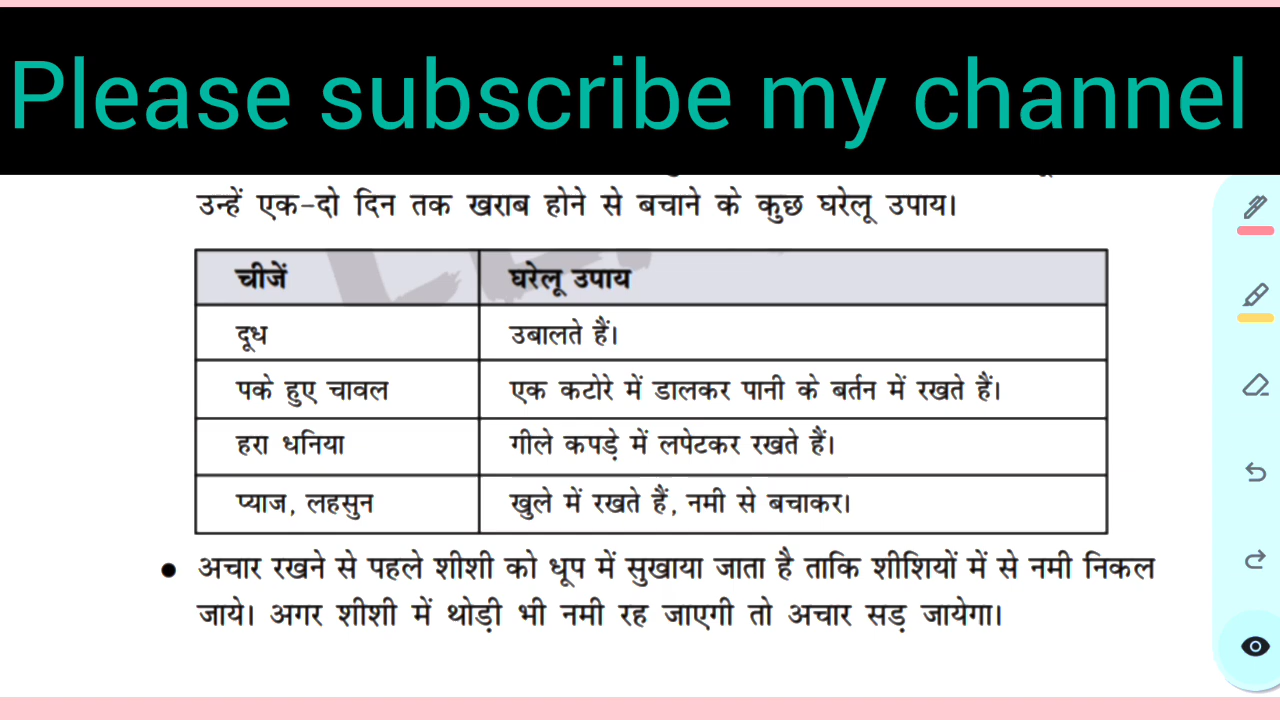 Please subscribe my channel
उन्हें एक-दो दिन तक खराब होने से बचाने के कुछ घरेलू उपाय।
चीजें घरेलू उपाय
दूध उबालते हैं।
पके हुए चावल एक कटोरे में डालकर पानी के बर्तन में रखते हैं।
हरा धनिया गीले कपड़े में लपेटकर रखते हैं।
प्याज, लहसुन खुले में रखते हैं, नमी से बचाकर।
● अचार रखने से पहले शीशी को धूप में सुखाया जाता है ताकि शीशियों में से नमी निकल
जाये। अगर शीशी में थोड़ी भी नमी रह जाएगी तो अचार सड़ जायेगा।